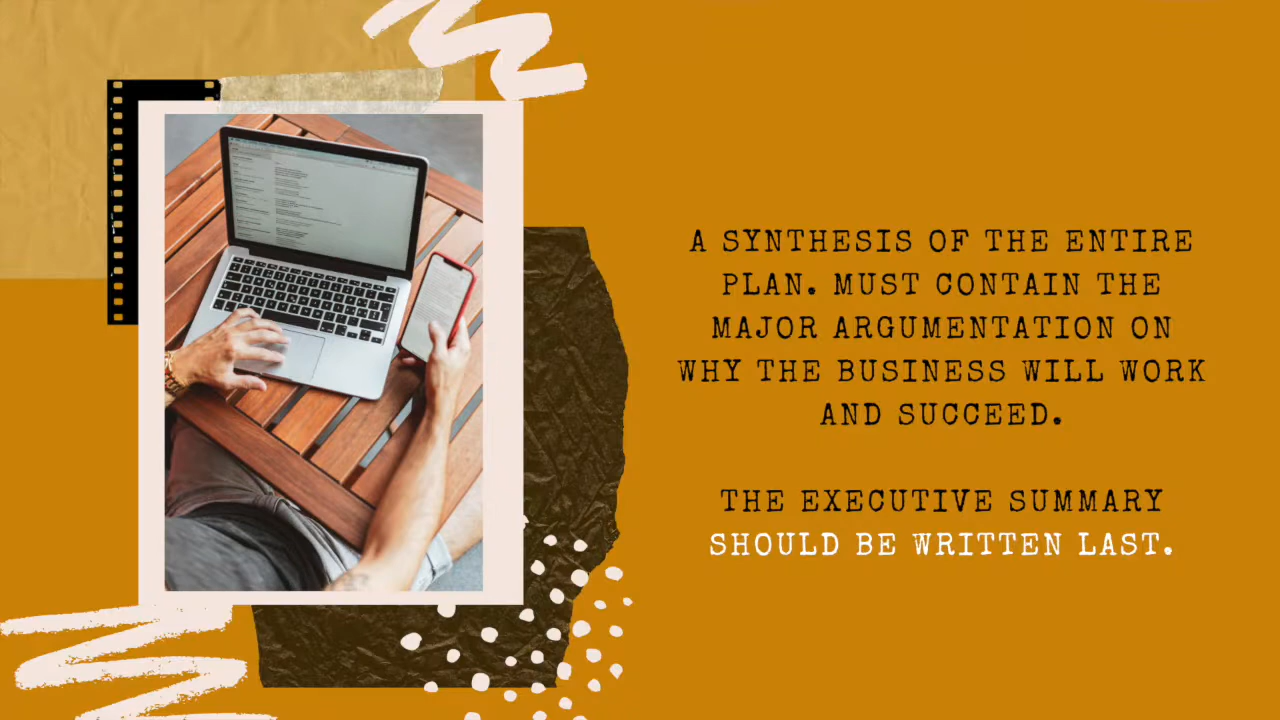 A SYNTHESIS OF THE ENTIRE
PLAN. MUST CONTAIN THE
MAJOR ARGUMENTATION ON
WHY THE BUSINESS WILL WORK
AND SUCCEED.
THE EXECUTIVE SUMMARY
SHOULD BE WRITTEN LAST.